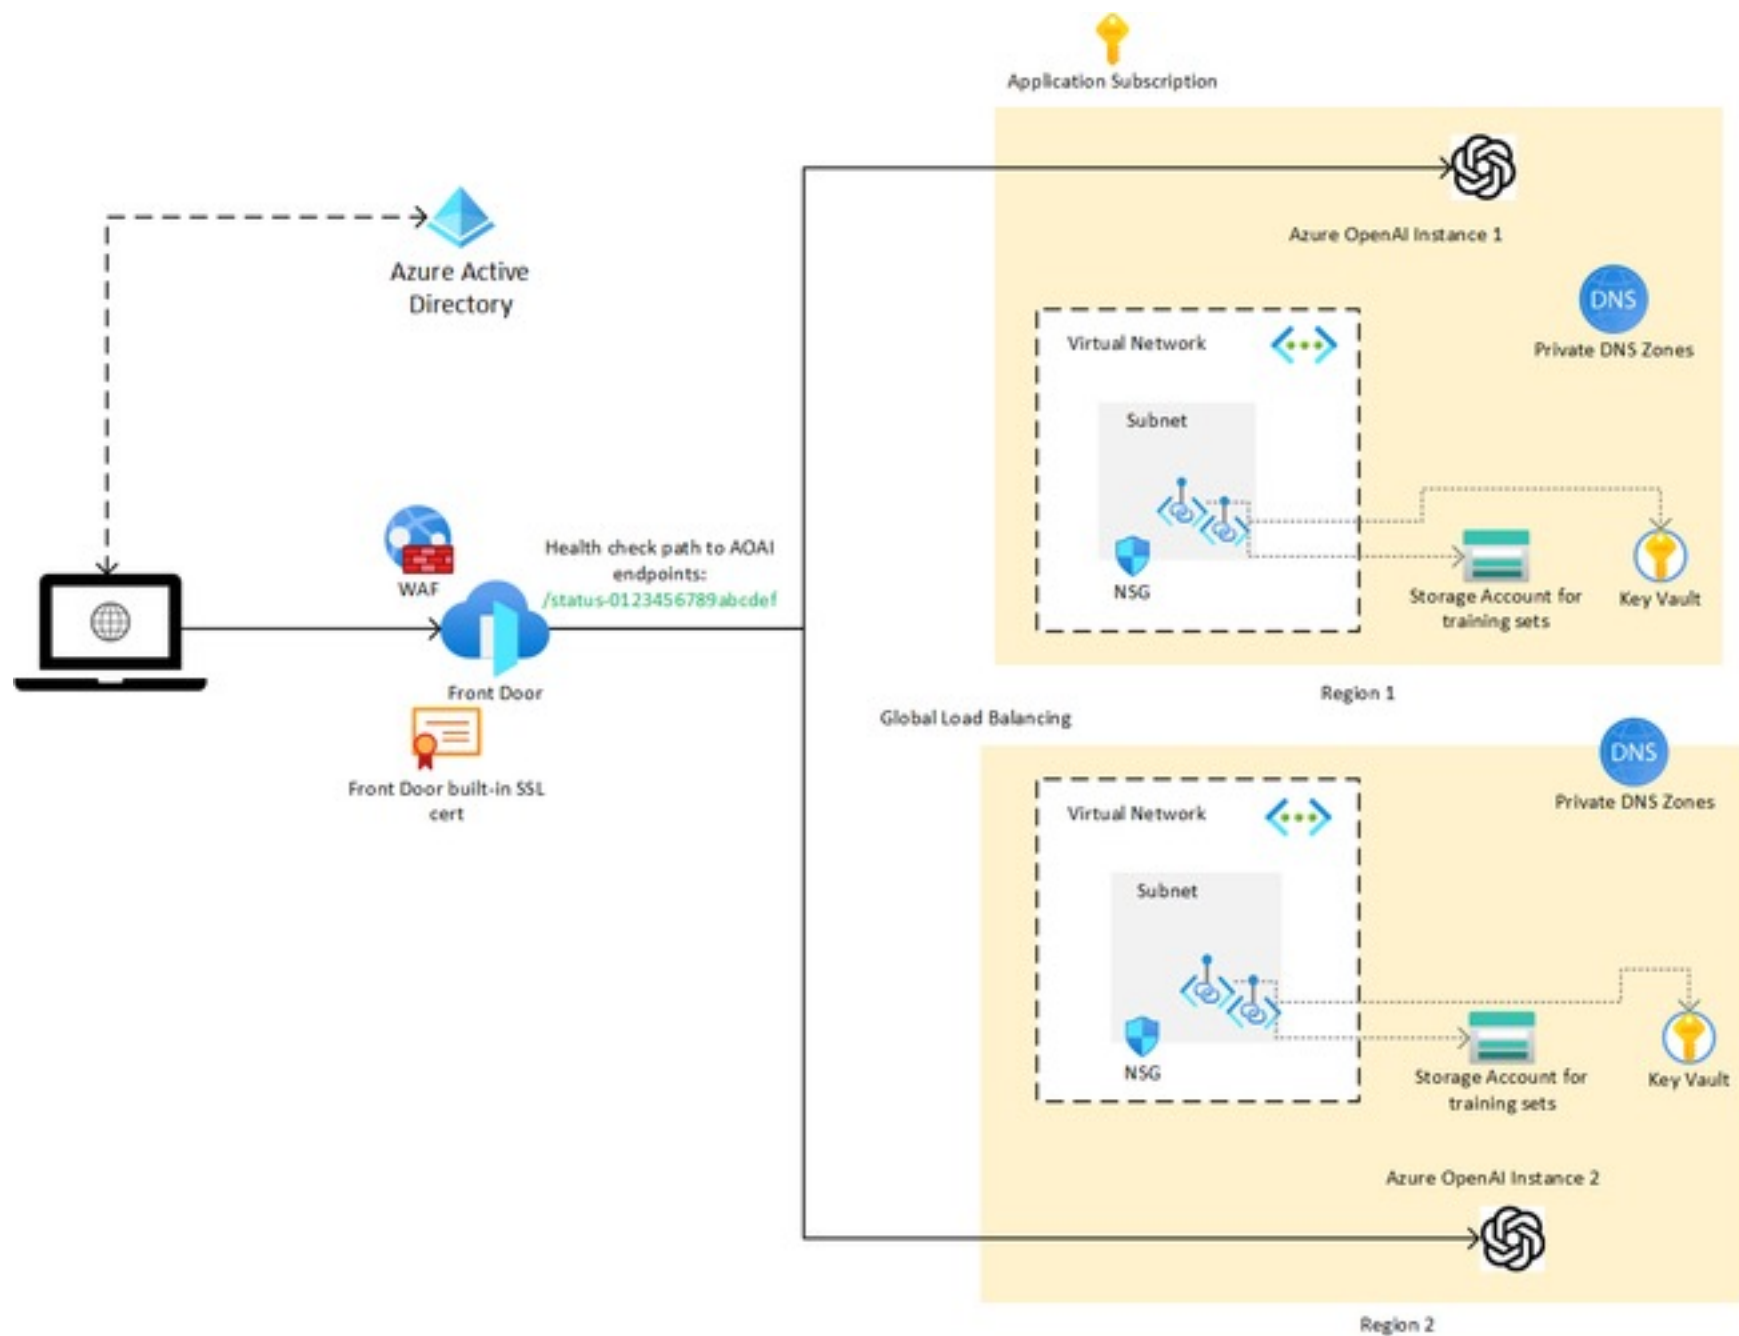 Application Subscription
Azure OpenAI Instance 1
Azure Active
Directory
DNS
Private DNS Zones
Virtual Network
Subnet
NSG
Storage Account for
training sets
Key Vault
Region 1
WAF
Health check path to AOAI
endpoints:
/status-0123456789abcdef
Front Door
Front Door built-in SSL
cert
Global Load Balancing
DNS
Private DNS Zones
Virtual Network
Subnet
NSG
Storage Account for
training sets
Key Vault
Azure OpenAI Instance 2
Region 2